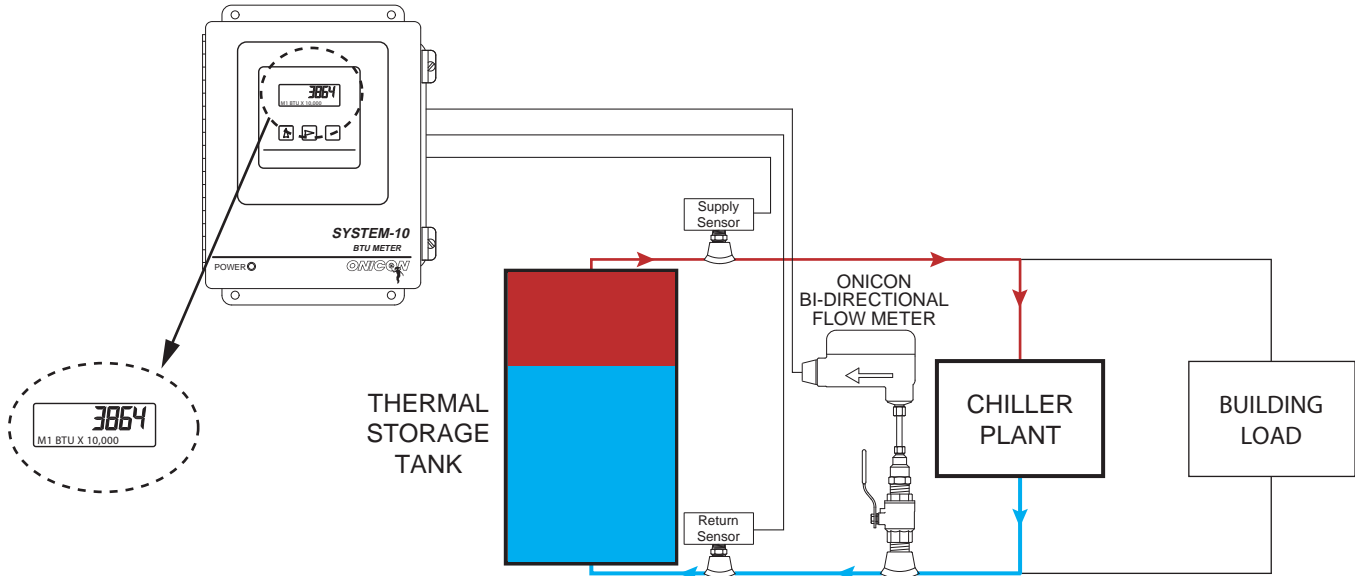 3864
M1 BTU X 10,000
SYSTEM-10
BTU METER
POWER
ONICON
Supply
Sensor
ONICON
BI-DIRECTIONAL
FLOW METER
3864
M1 BTU X 10,000
THERMAL
STORAGE
TANK
CHILLER
PLANT
BUILDING
LOAD
Return
Sensor